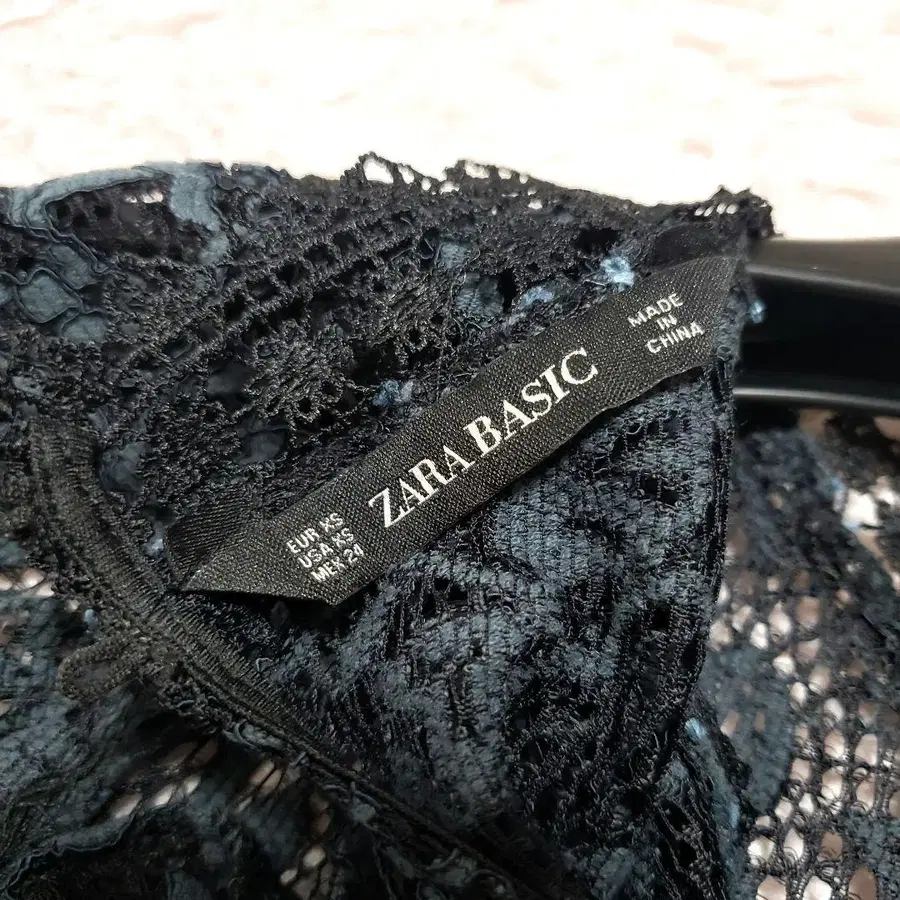 EUR XS
USA XS
MEX 24
ZARA BASIC
MADE
IN
CHINA